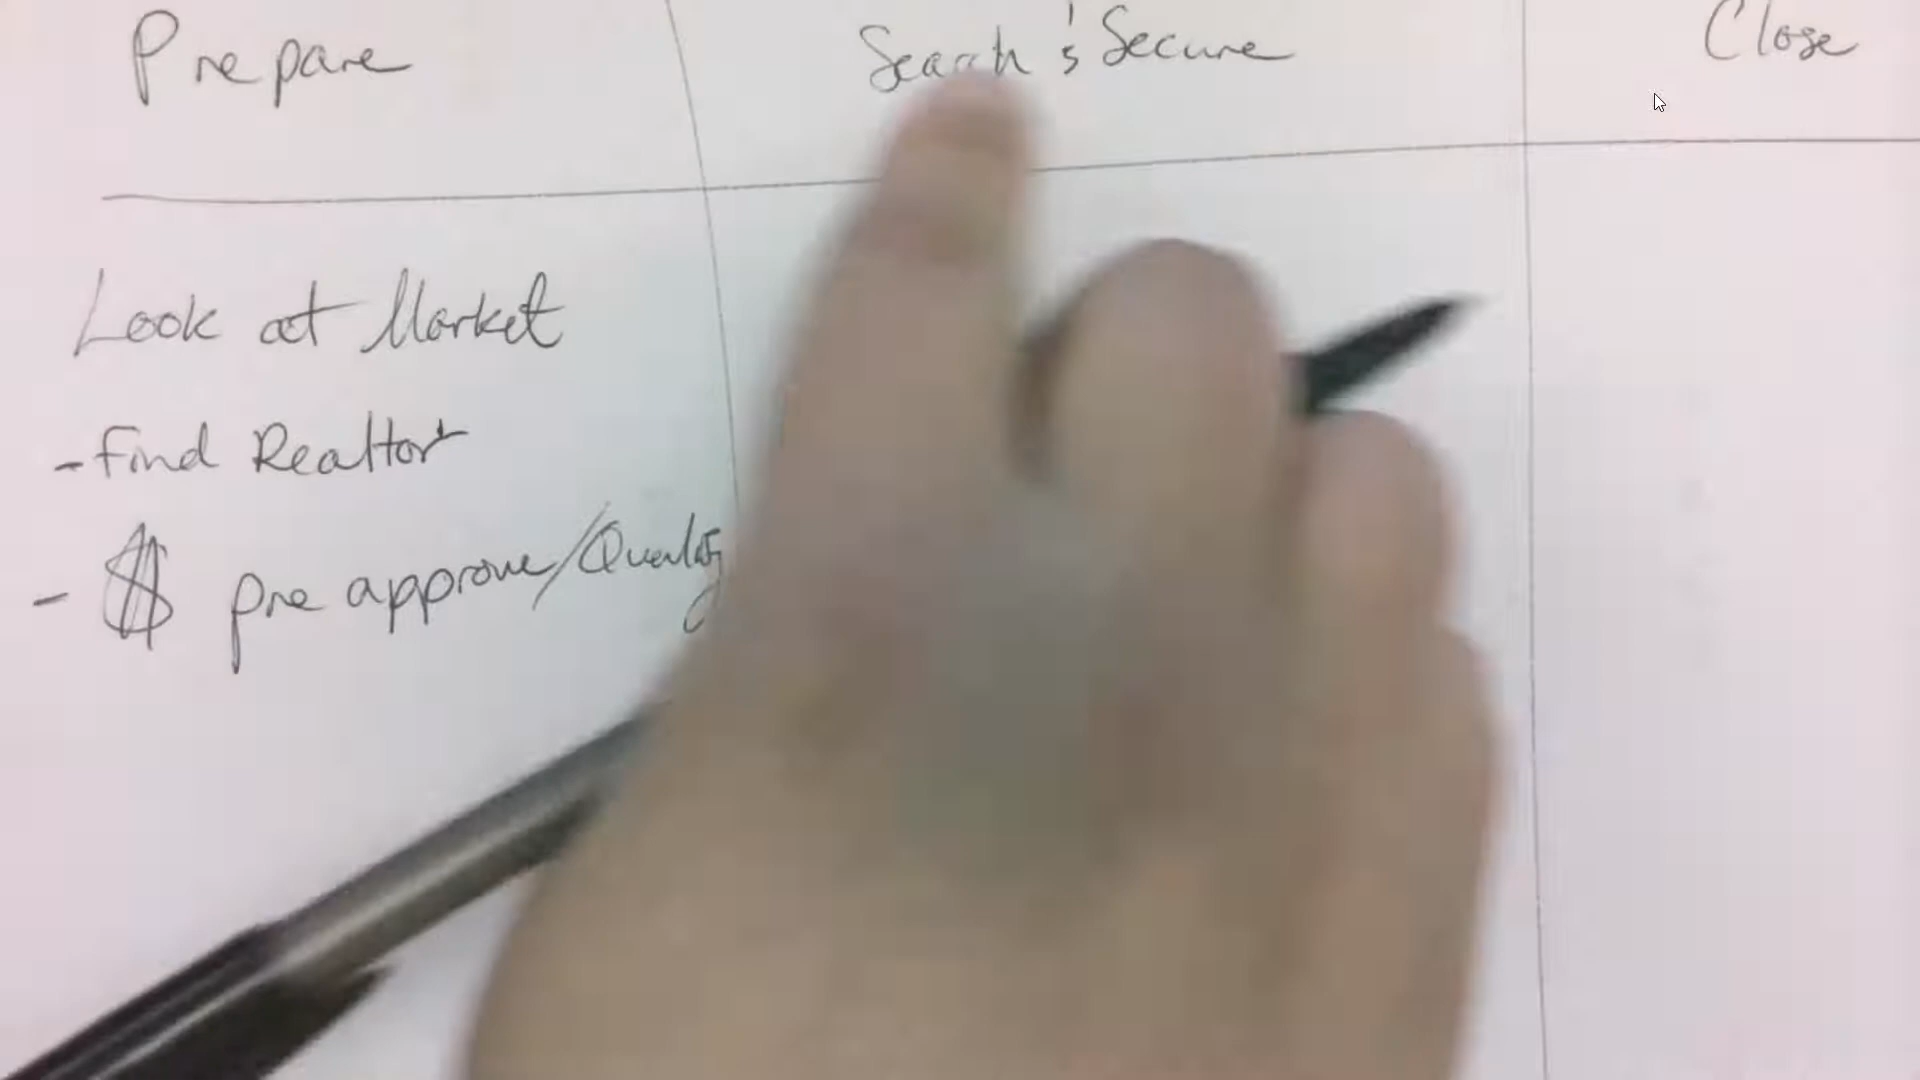 Prepare
Search & Secure
Close
Look at Market
- Find Realtor
- $ pre approve/Qualify